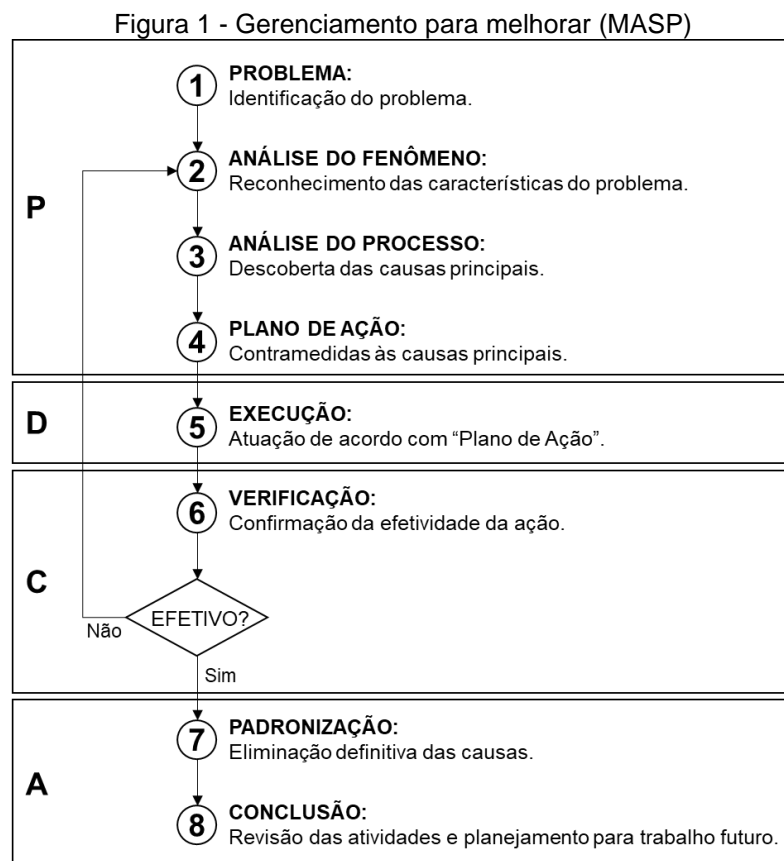 Figura 1 - Gerenciamento para melhorar (MASP)
P
1
PROBLEMA:
Identificação do problema.
2
ANÁLISE DO FENÔMENO:
Reconhecimento das características do problema.
3
ANÁLISE DO PROCESSO:
Descoberta das causas principais.
4
PLANO DE AÇÃO:
Contramedidas às causas principais.
D
5
EXECUÇÃO:
Atuação de acordo com “Plano de Ação”.
C
6
VERIFICAÇÃO:
Confirmação da efetividade da ação.
EFETIVO?
Não
Sim
A
7
PADRONIZAÇÃO:
Eliminação definitiva das causas.
8
CONCLUSÃO:
Revisão das atividades e planejamento para trabalho futuro.